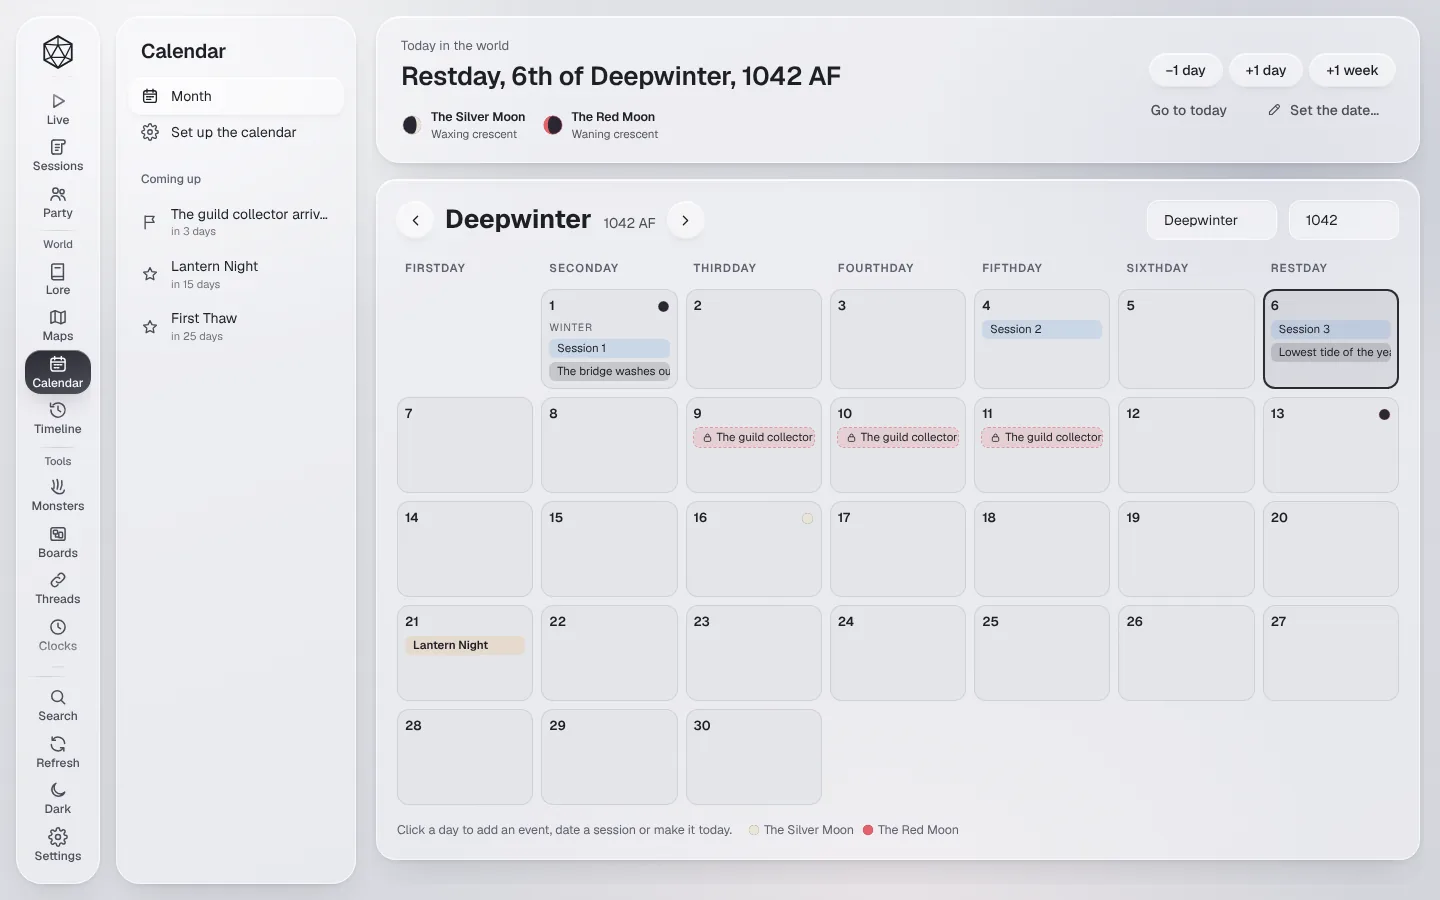 Live
Sessions
Party
World
Lore
Maps
Calendar
Timeline
Tools
Monsters
Boards
Threads
Clocks
Search
Refresh
Dark
Settings
Calendar
Month
Set up the calendar
Coming up
The guild collector arriv...
in 3 days
Lantern Night
in 15 days
First Thaw
in 25 days
Today in the world
Restday, 6th of Deepwinter, 1042 AF
The Silver Moon
Waxing crescent
The Red Moon
Waning crescent
−1 day
+1 day
+1 week
Go to today
Set the date...
Deepwinter 1042 AF
Deepwinter
1042
FIRSTDAY SECONDAY THIRDDAY FOURTHDAY FIFTHDAY SIXTHDAY RESTDAY
1
WINTER
Session 1
The bridge washes ou
2
3
4
Session 2
5
6
Session 3
Lowest tide of the yea
7
8
9
The guild collector
10
The guild collector
11
The guild collector
12
13
14
15
16
17
18
19
20
21
Lantern Night
22
23
24
25
26
27
28
29
30
Click a day to add an event, date a session or make it today. The Silver Moon The Red Moon